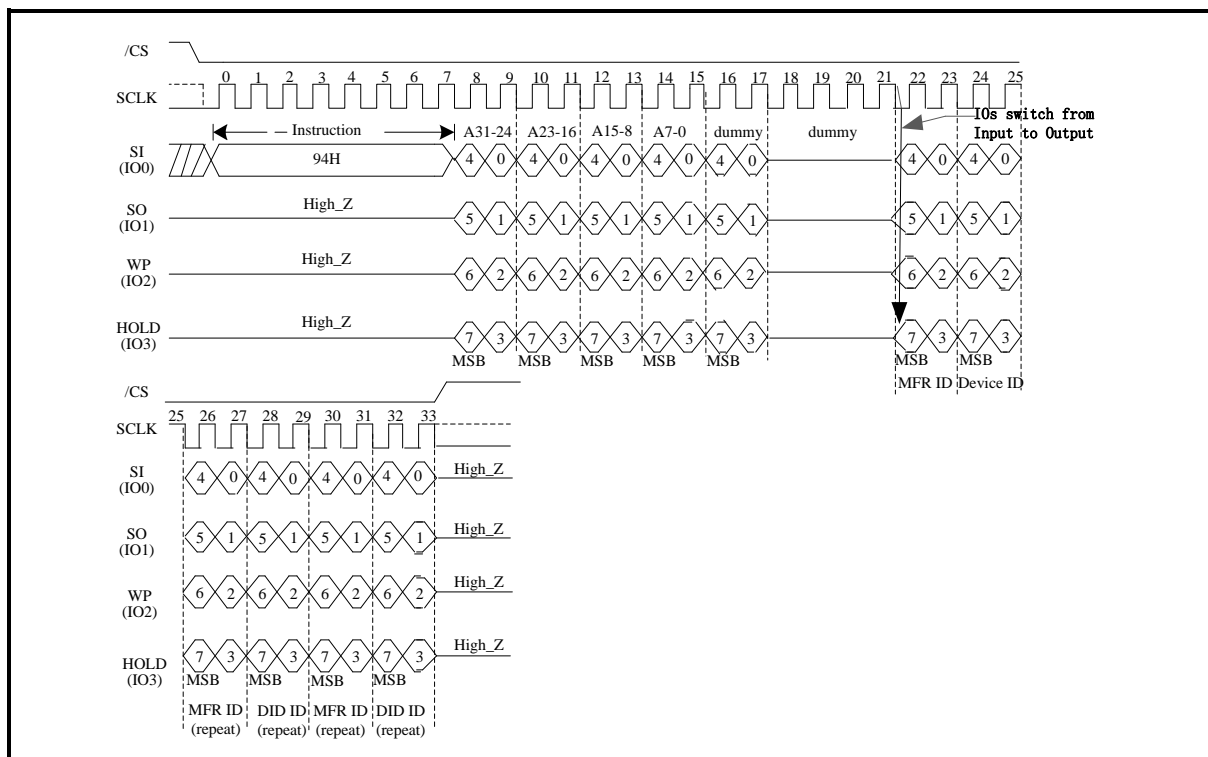 /CS
0 1 2 3 4 5 6 7 8 9 10 11 12 13 14 15 16 17 18 19 20 21 22 23 24 25
SCLK
IOs switch from
Input to Output
Instruction A31-24 A23-16 A15-8 A7-0 dummy dummy
SI
(IO0)
94H 4 0 4 0 4 0 4 0 4 0 4 0 4 0
SO
(IO1)
High_Z 5 1 5 1 5 1 5 1 5 1 5 1 5 1
WP
(IO2)
High_Z 6 2 6 2 6 2 6 2 6 2 6 2 6 2
HOLD
(IO3)
High_Z 7 3 7 3 7 3 7 3 7 3 7 3 7 3
MSB MSB MSB MSB MSB MSB MSB
MFR ID Device ID
/CS
25 26 27 28 29 30 31 32 33
SCLK
SI
(IO0)
4 0 4 0 4 0 4 0 High_Z
SO
(IO1)
5 1 5 1 5 1 5 1 High_Z
WP
(IO2)
6 2 6 2 6 2 6 2 High_Z
HOLD
(IO3)
7 3 7 3 7 3 7 3 High_Z
MSB MSB MSB MSB
MFR ID DID ID MFR ID DID ID
(repeat) (repeat) (repeat) (repeat)